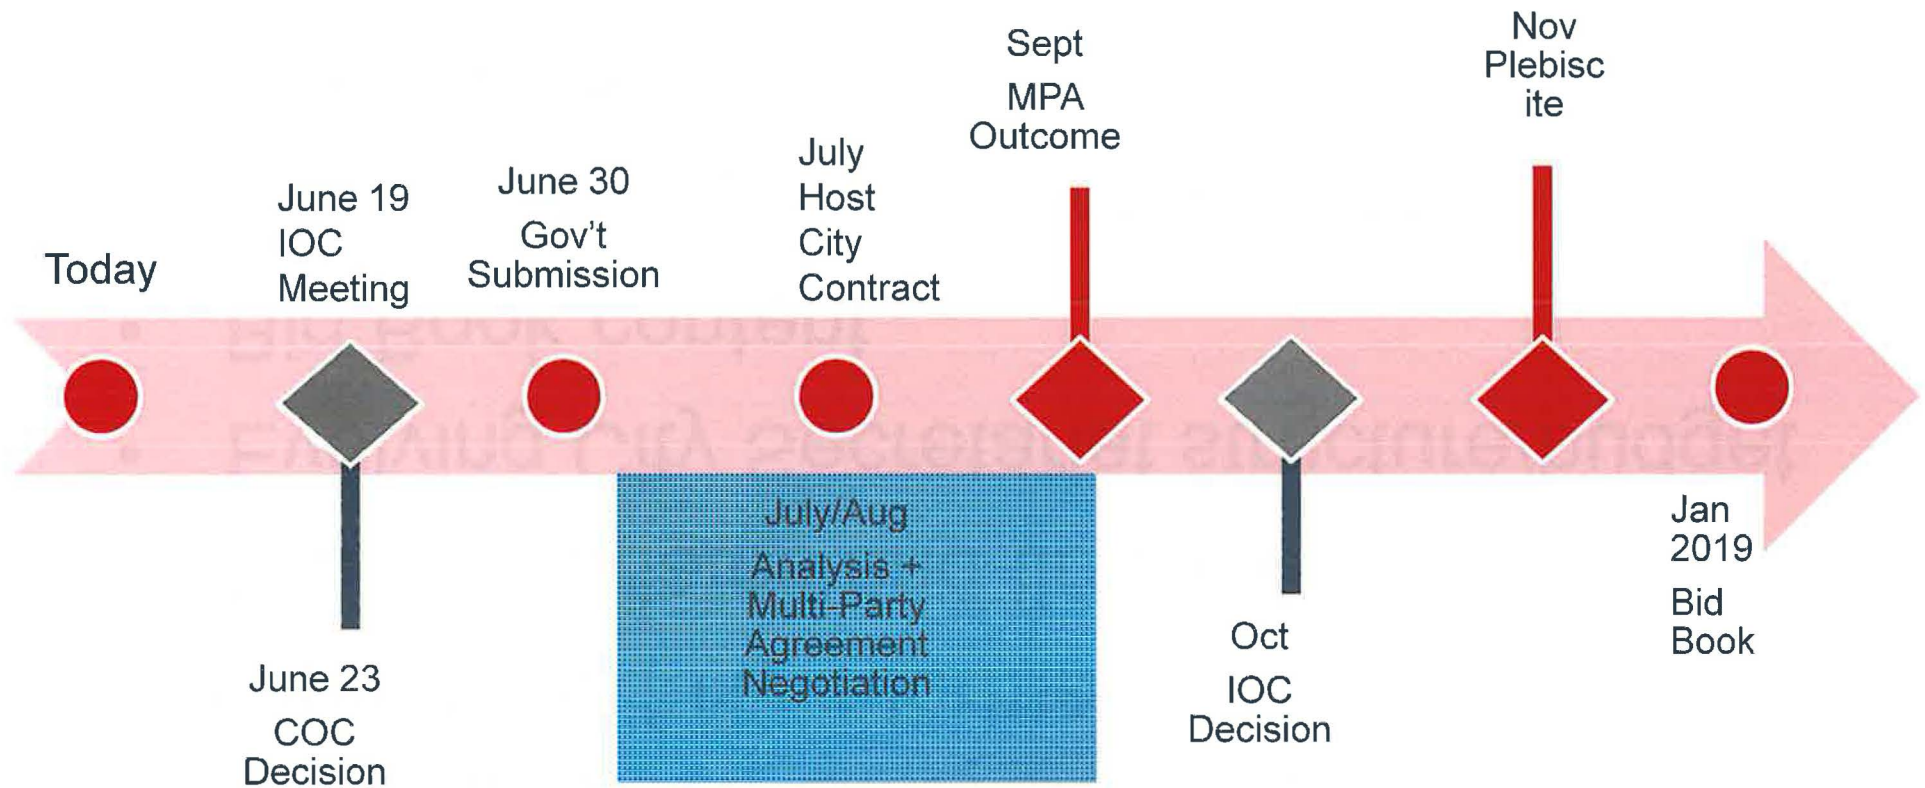 Today
June 19
IOC
Meeting
June 30
Gov't
Submission
July
Host
City
Contract
Sept
MPA
Outcome
Nov
Plebisc
ite
June 23
COC
Decision
July/Aug
Analysis +
Multi-Party
Agreement
Negotiation
Oct
IOC
Decision
Jan
2019
Bid
Book